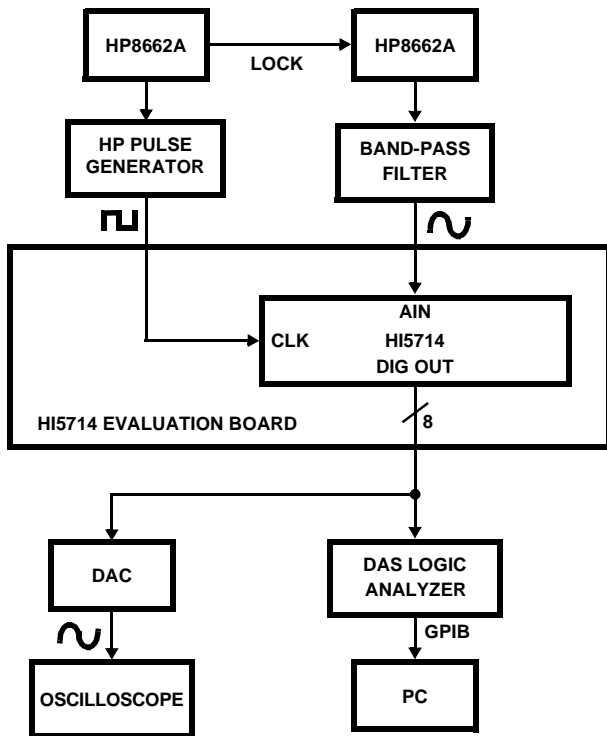 HP8662A
LOCK
HP8662A
HP PULSE
GENERATOR
BAND-PASS
FILTER
AIN
CLK
HI5714
DIG OUT
HI5714 EVALUATION BOARD
8
DAC
DAS LOGIC
ANALYZER
GPIB
OSCILLOSCOPE
PC